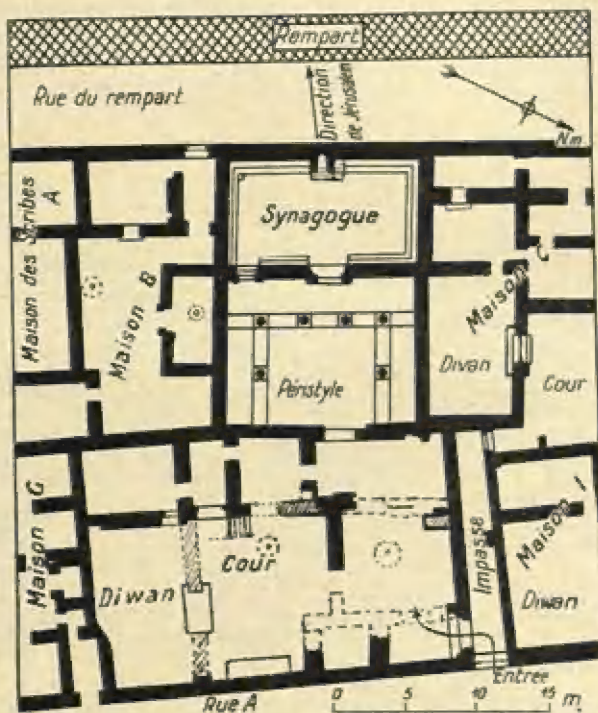 Rempart
Rue du rempart
Direction
de Jérusalem
Nm
Maison des Scribes
A
Synagogue
Maison B
Maison C
Divan
Cour
Péristyle
Maison G
Diwan
Cour
Impasse
Maison I
Diwan
Entrée
Rue A
0 5 10 15 m.